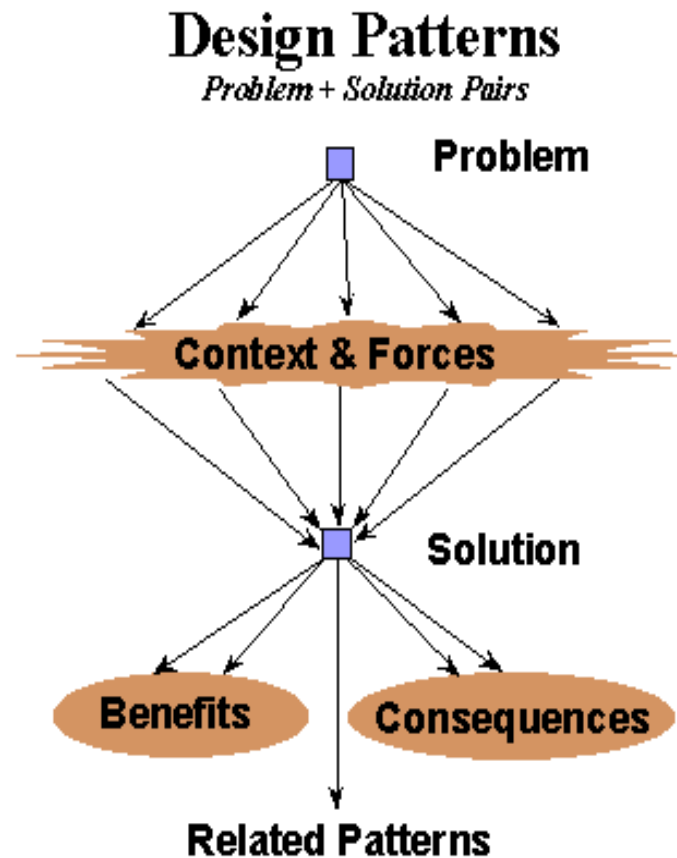 Design Patterns
Problem + Solution Pairs
Problem
Context & Forces
Solution
Benefits
Consequences
Related Patterns